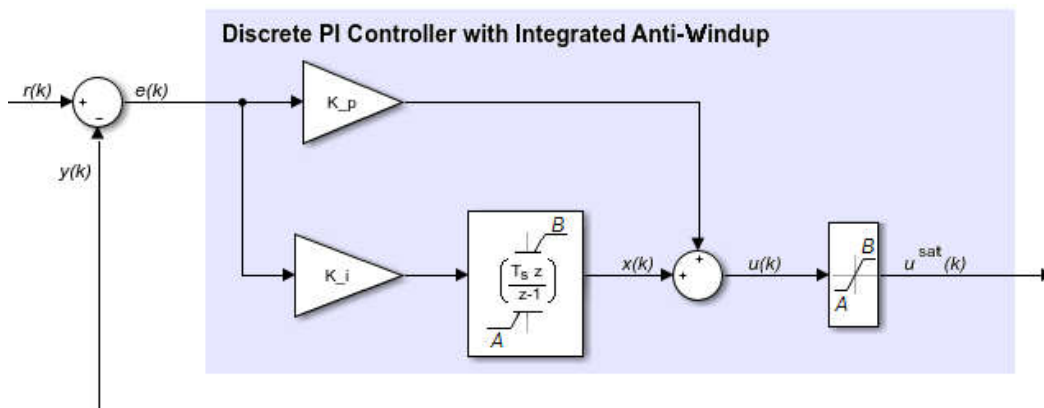 Discrete PI Controller with Integrated Anti-Windup
r(k)
+
−
e(k)
y(k)
K_p
K_i
B
T_s z
z-1
A
x(k)
+
+
u(k)
B
A
u^sat(k)